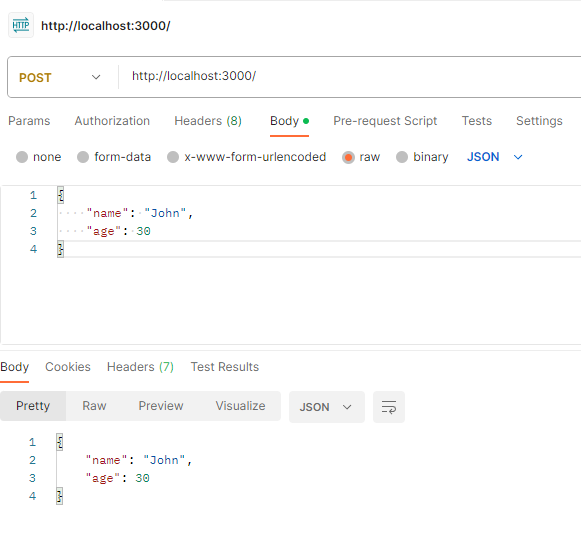 HTTP http://localhost:3000/
POST http://localhost:3000/
Params Authorization Headers (8) Body Pre-request Script Tests Settings
none form-data x-www-form-urlencoded raw binary JSON
1 {
2 "name": "John",
3 "age": 30
4 }
Body Cookies Headers (7) Test Results
Pretty Raw Preview Visualize JSON
1 {
2 "name": "John",
3 "age": 30
4 }